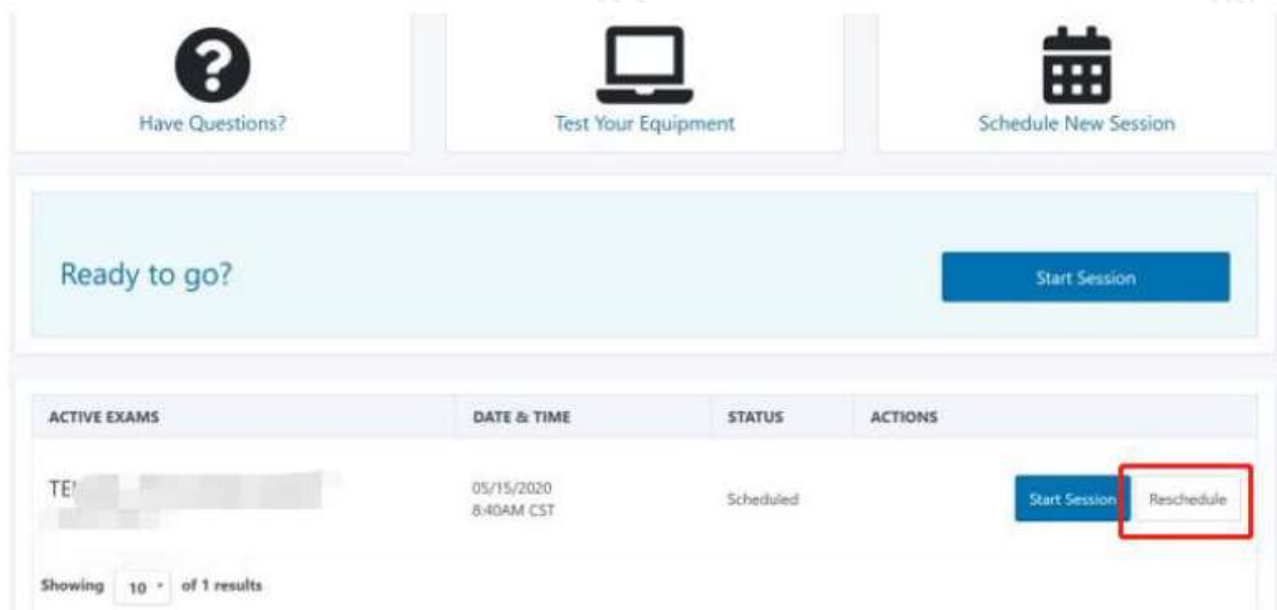 Have Questions?
Test Your Equipment
Schedule New Session
Ready to go?
Start Session
ACTIVE EXAMS DATE & TIME STATUS ACTIONS
05/15/2020
8:40AM CST
Scheduled
Start Session
Reschedule
Showing 10 of 1 results